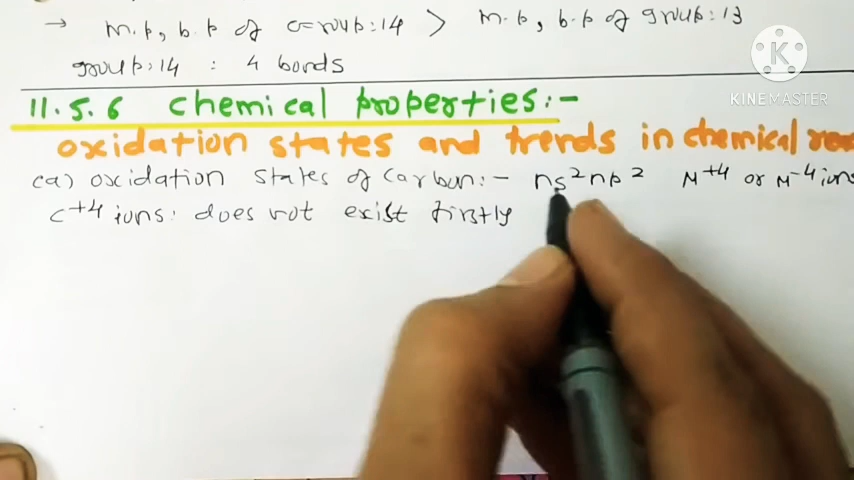 → m.p, b.p of Group:14 > m.p, b.p of group:13
group:14 : 4 bonds
11.5.6 chemical properties:-
oxidation states and trends in chemical reac
(a) oxidation states of carbon:- ns²np² M⁺⁴ or M⁻⁴ ions
C⁺⁴ ions: does not exist firstly
KINEMASTER